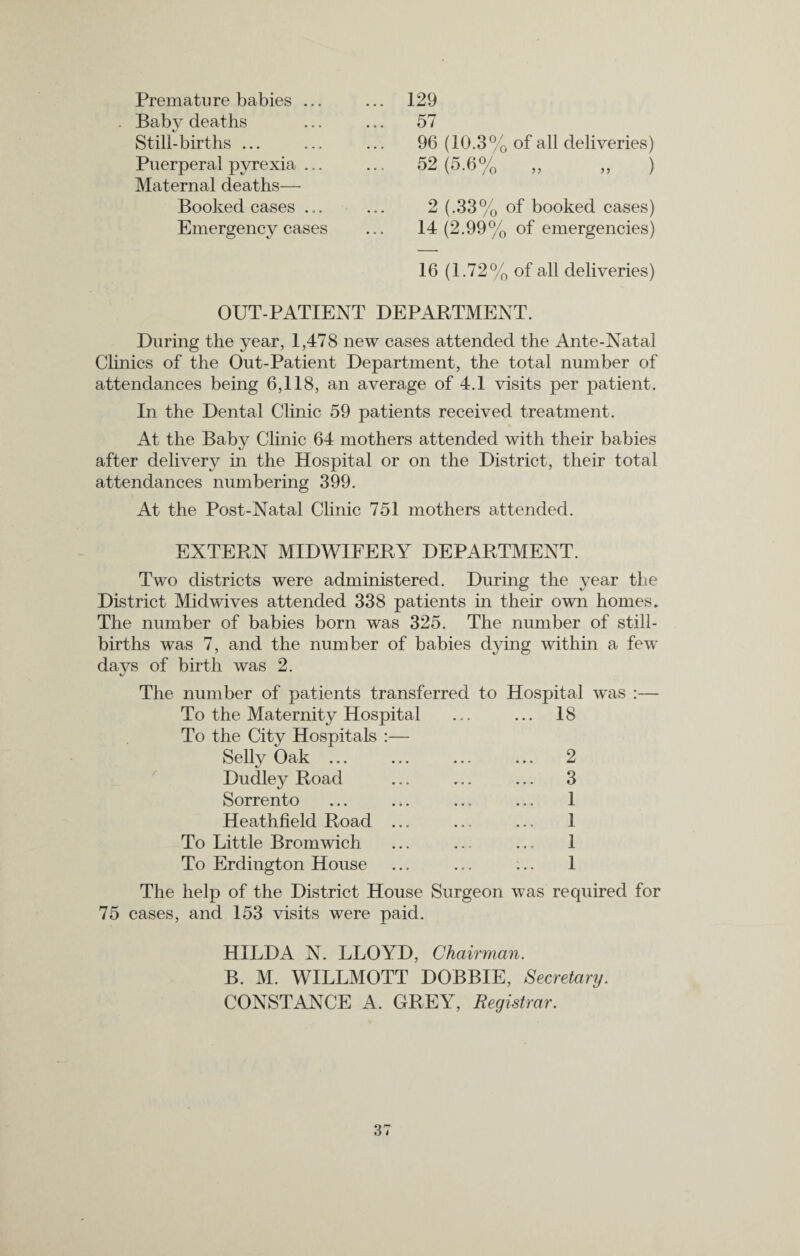 Premature babies ... ... 129
Baby deaths ... ... 57
Still-births ... ... ... 96 (10.3% of all deliveries)
Puerperal pyrexia ... ... 52 (5.6% „ „ )
Maternal deaths—
Booked cases ... ... 2 (.33% of booked cases)
Emergency cases ... 14 (2.99% of emergencies)
16 (1.72% of all deliveries)
OUT-PATIENT DEPARTMENT.
During the year, 1,478 new cases attended the Ante-Natal
Clinics of the Out-Patient Department, the total number of
attendances being 6,118, an average of 4.1 visits per patient.
In the Dental Clinic 59 patients received treatment.
At the Baby Clinic 64 mothers attended with their babies
after delivery in the Hospital or on the District, their total
attendances numbering 399.
At the Post-Natal Clinic 751 mothers attended.
EXTERN MIDWIFERY DEPARTMENT.
Two districts were administered. During the year the
District Midwives attended 338 patients in their own homes.
The number of babies born was 325. The number of still-
births was 7, and the number of babies dying within a few
days of birth was 2.
The number of patients transferred to Hospital was :—
To the Maternity Hospital ... ... 18
To the City Hospitals :—
Selly Oak ... ... ... ... 2
Dudley Road ... ... ... 3
Sorrento ... ... ... ... 1
Heathfield Road ... ... ... 1
To Little Bromwich ... ... ... 1
To Erdington House ... ... ... 1
The help of the District House Surgeon was required for
75 cases, and 153 visits were paid.
HILDA N. LLOYD, Chairman.
B. M. WILLMOTT DOBBIE, Secretary.
CONSTANCE A. GREY, Registrar.
37